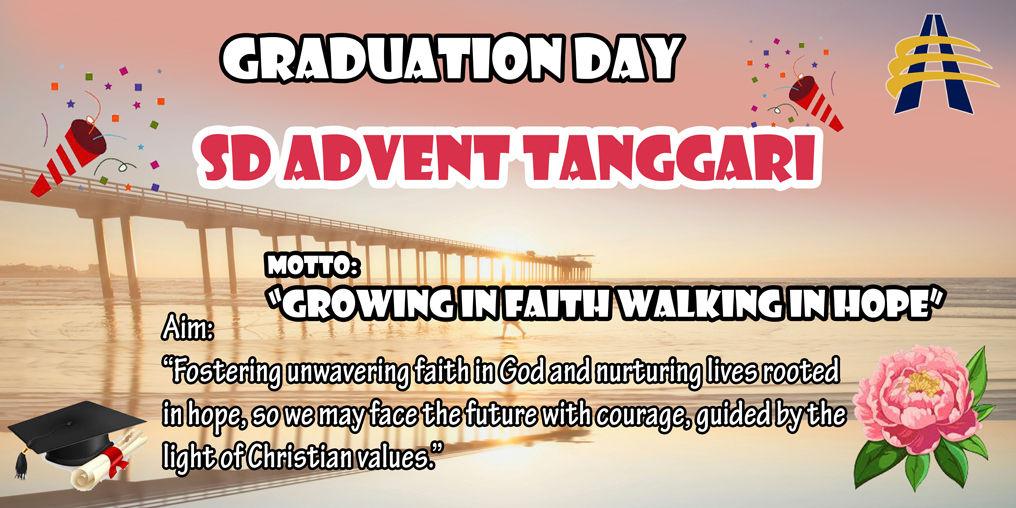 GRADUATION DAY
SD ADVENT TANGGARI
MOTTO:
"GROWING IN FAITH WALKING IN HOPE"
Aim:
“Fostering unwavering faith in God and nurturing lives rooted
in hope, so we may face the future with courage, guided by the
light of Christian values.”